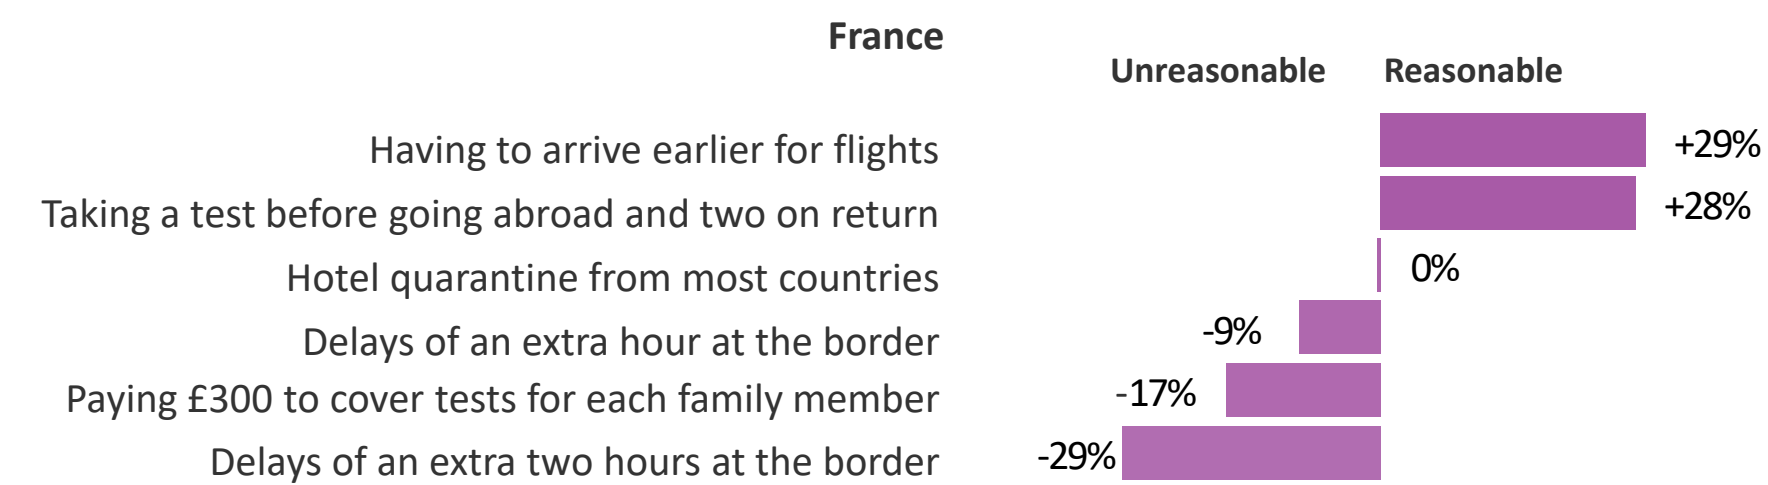 France
Unreasonable Reasonable
Having to arrive earlier for flights +29%
Taking a test before going abroad and two on return +28%
Hotel quarantine from most countries 0%
Delays of an extra hour at the border -9%
Paying £300 to cover tests for each family member -17%
Delays of an extra two hours at the border -29%